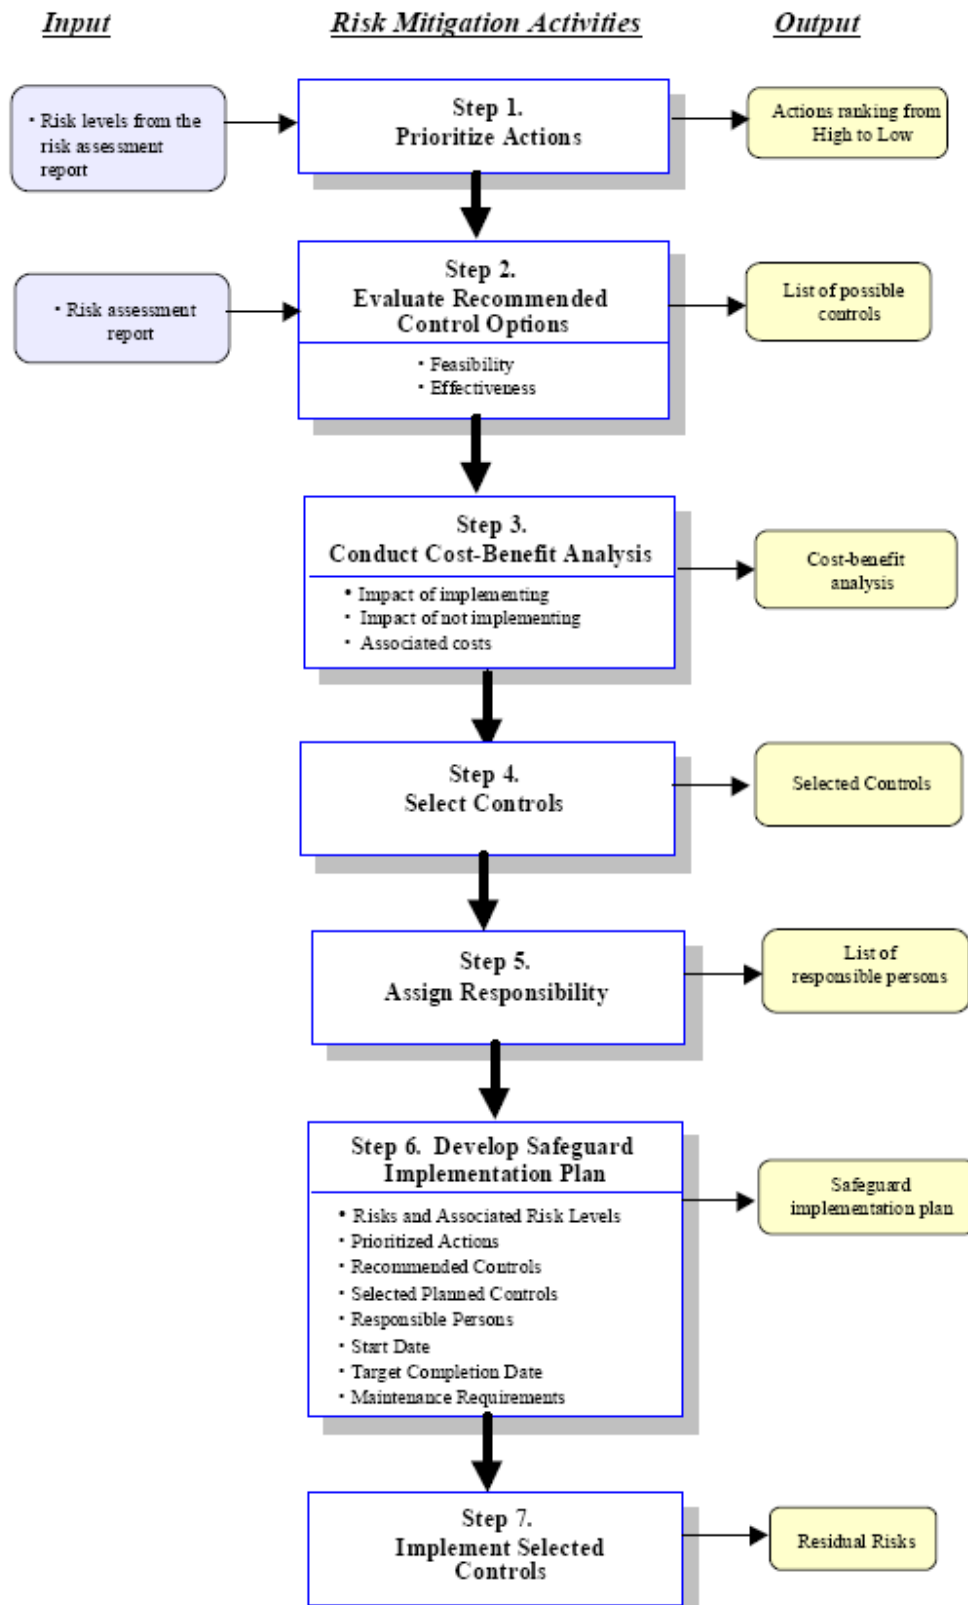 Input
Risk Mitigation Activities
Output
• Risk levels from the
risk assessment
report
Step 1.
Prioritize Actions
Actions ranking from
High to Low
• Risk assessment
report
Step 2.
Evaluate Recommended
Control Options
• Feasibility
• Effectiveness
List of possible
controls
Step 3.
Conduct Cost-Benefit Analysis
• Impact of implementing
• Impact of not implementing
• Associated costs
Cost-benefit
analysis
Step 4.
Select Controls
Selected Controls
Step 5.
Assign Responsibility
List of
responsible persons
Step 6. Develop Safeguard
Implementation Plan
• Risks and Associated Risk Levels
• Prioritized Actions
• Recommended Controls
• Selected Planned Controls
• Responsible Persons
• Start Date
• Target Completion Date
• Maintenance Requirements
Safeguard
implementation plan
Step 7.
Implement Selected
Controls
Residual Risks